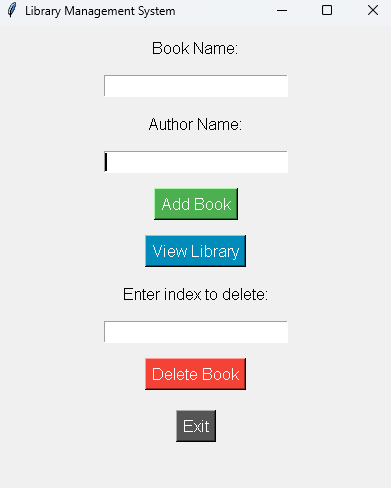 Library Management System
Book Name:
Author Name:
Add Book
View Library
Enter index to delete:
Delete Book
Exit